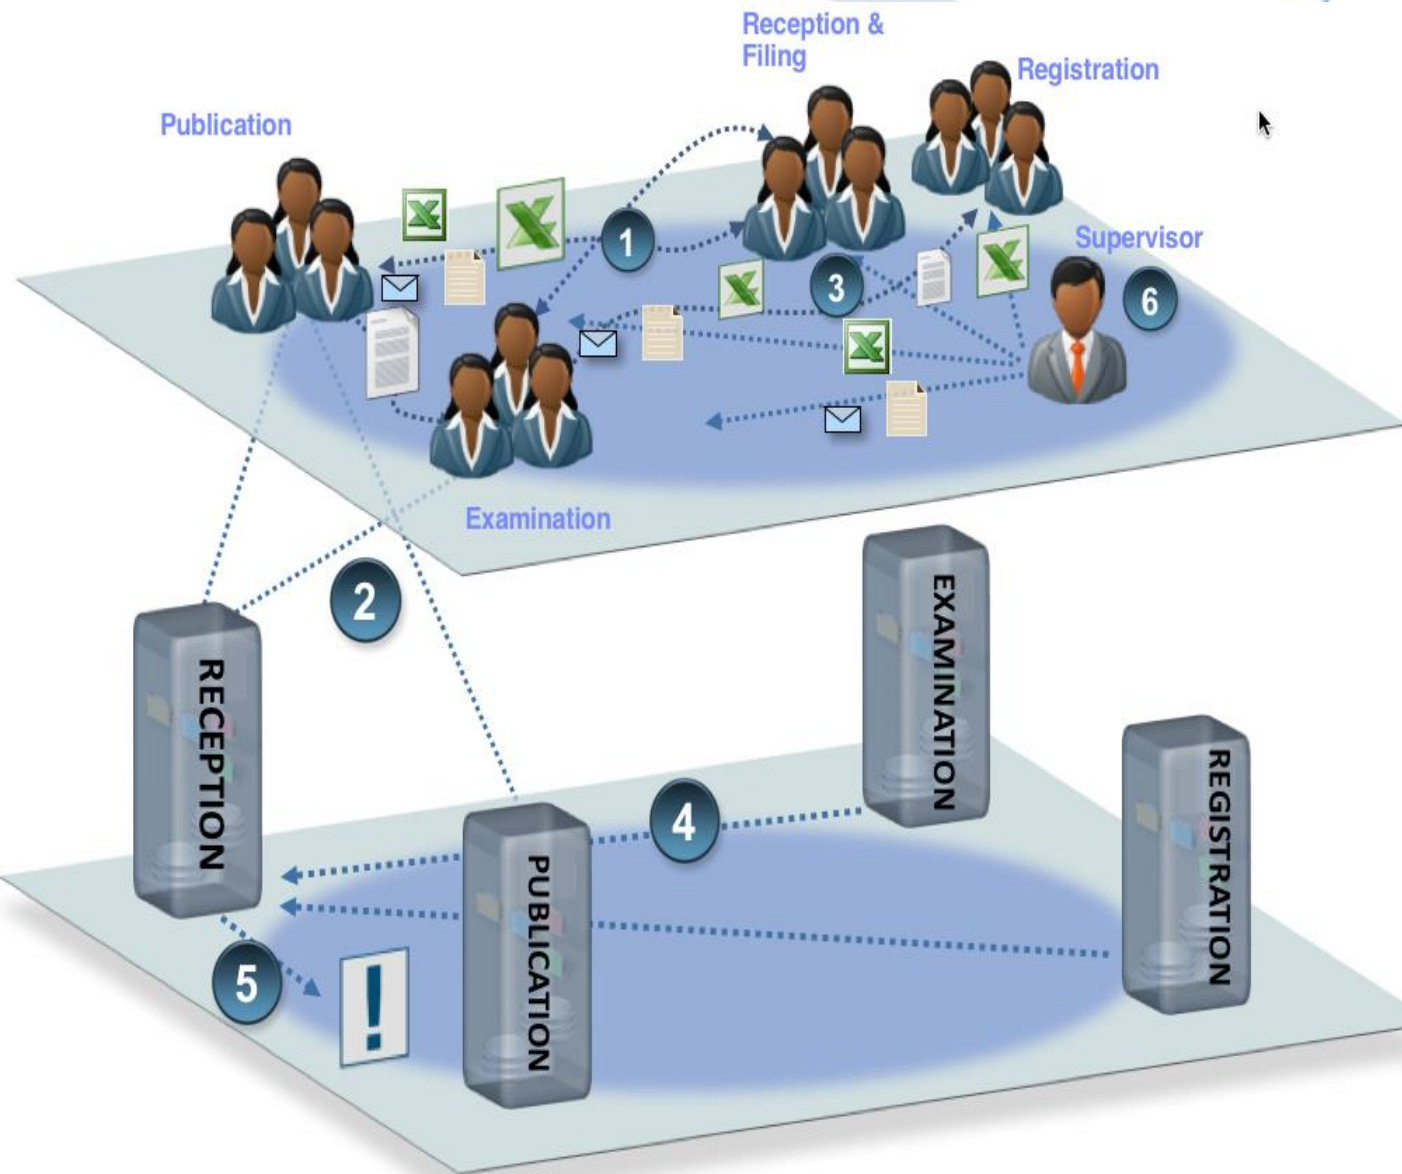 Reception &
Filing
Registration
Publication
Supervisor
1
3
6
Examination
2
EXAMINATION
RECEPTION
REGISTRATION
4
PUBLICATION
5
!